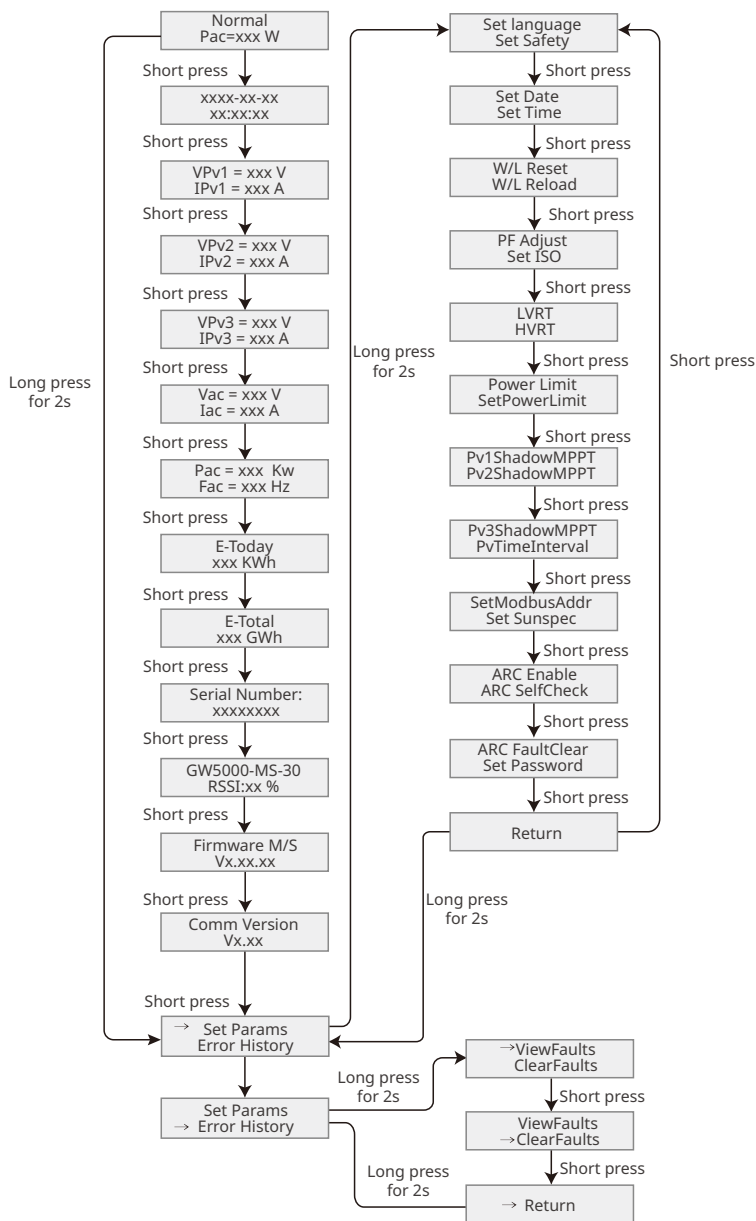 Normal
Pac=xxx W
Short press
xxxx-xx-xx
xx:xx:xx
Short press
VPv1 = xxx V
IPv1 = xxx A
Short press
VPv2 = xxx V
IPv2 = xxx A
Short press
VPv3 = xxx V
IPv3 = xxx A
Short press
Vac = xxx V
Iac = xxx A
Short press
Pac = xxx Kw
Fac = xxx Hz
Short press
E-Today
xxx KWh
Short press
E-Total
xxx GWh
Short press
Serial Number:
xxxxxxxx
Short press
GW5000-MS-30
RSSI:xx %
Short press
Firmware M/S
Vx.xx.xx
Short press
Comm Version
Vx.xx
Short press
→ Set Params
Error History
Set Params
→ Error History
Long press
for 2s
Long press
for 2s
Set language
Set Safety
Short press
Set Date
Set Time
Short press
W/L Reset
W/L Reload
Short press
PF Adjust
Set ISO
Short press
LVRT
HVRT
Short press
Power Limit
SetPowerLimit
Short press
Pv1ShadowMPPT
Pv2ShadowMPPT
Short press
Pv3ShadowMPPT
PvTimeInterval
Short press
SetModbusAddr
Set Sunspec
Short press
ARC Enable
ARC SelfCheck
Short press
ARC FaultClear
Set Password
Short press
Return
Short press
Long press
for 2s
Long press
for 2s
→ViewFaults
ClearFaults
Short press
ViewFaults
→ClearFaults
Short press
→ Return
Long press
for 2s